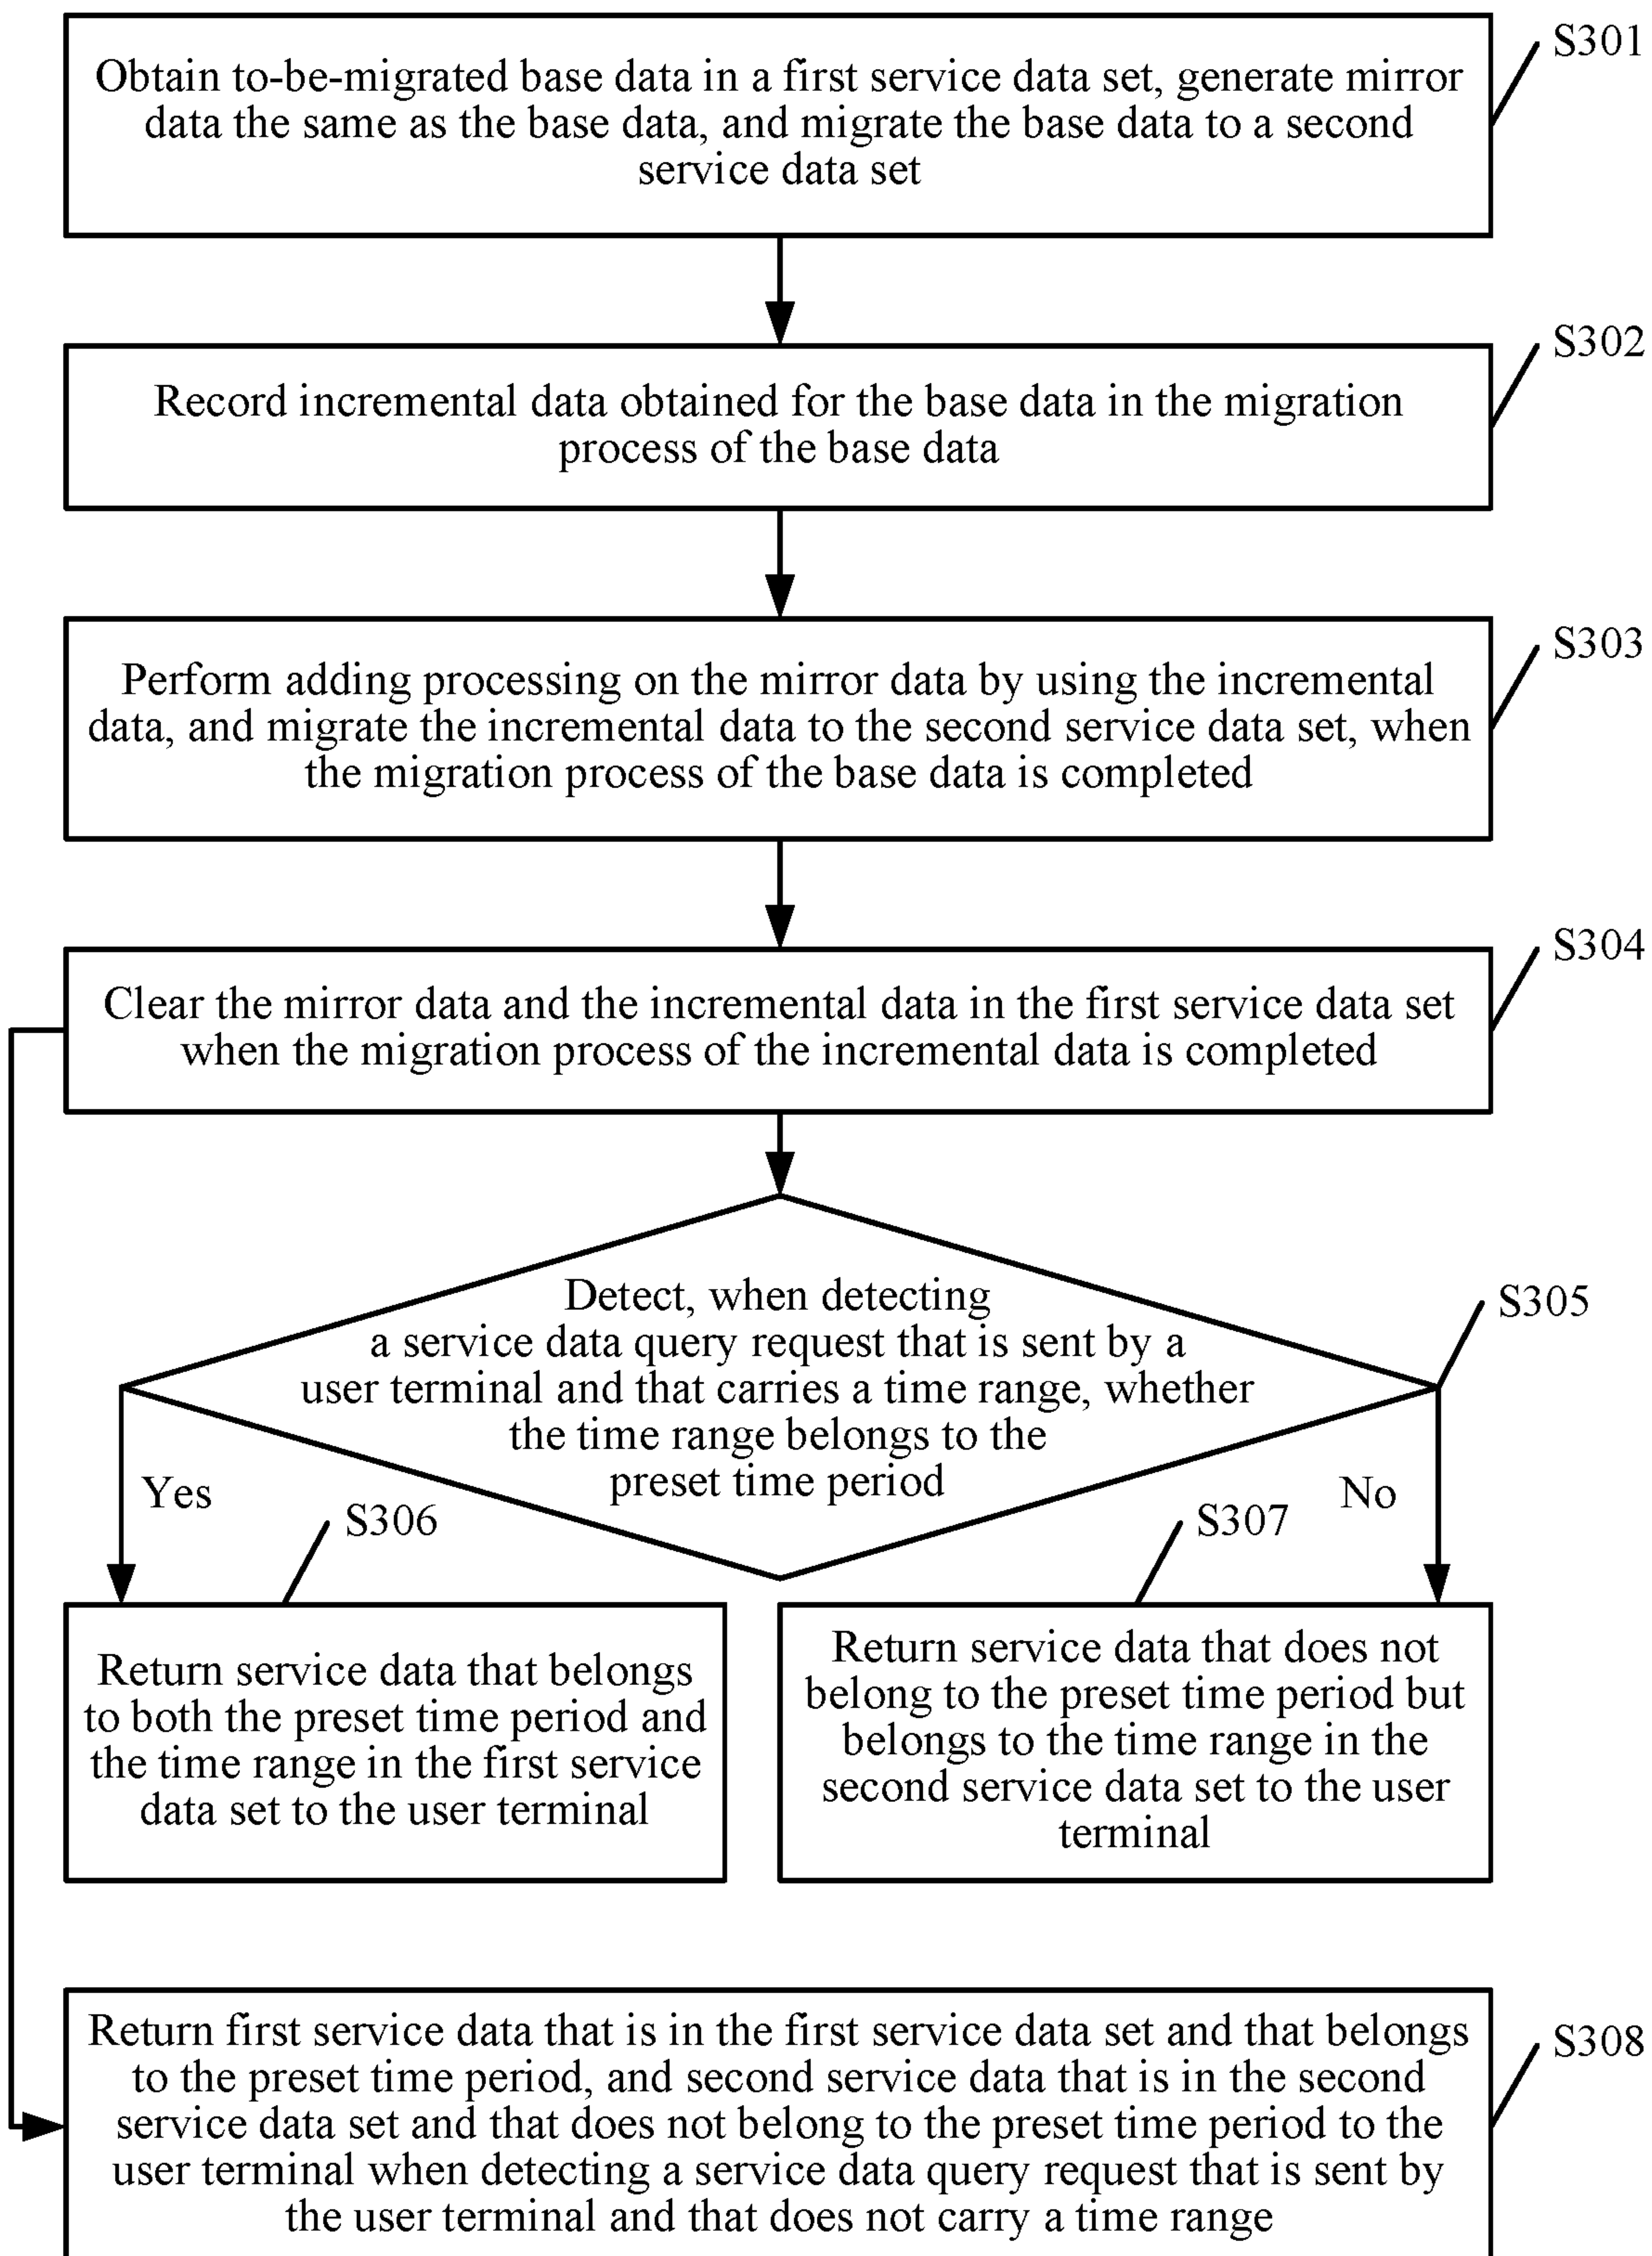 S301
Obtain to-be-migrated base data in a first service data set, generate mirror
data the same as the base data, and migrate the base data to a second
service data set
S302
Record incremental data obtained for the base data in the migration
process of the base data
S303
Perform adding processing on the mirror data by using the incremental
data, and migrate the incremental data to the second service data set, when
the migration process of the base data is completed
S304
Clear the mirror data and the incremental data in the first service data set
when the migration process of the incremental data is completed
S305
Detect, when detecting
a service data query request that is sent by a
user terminal and that carries a time range, whether
the time range belongs to the
preset time period
Yes
No
S306
Return service data that belongs
to both the preset time period and
the time range in the first service
data set to the user terminal
S307
Return service data that does not
belong to the preset time period but
belongs to the time range in the
second service data set to the user
terminal
S308
Return first service data that is in the first service data set and that belongs
to the preset time period, and second service data that is in the second
service data set and that does not belong to the preset time period to the
user terminal when detecting a service data query request that is sent by
the user terminal and that does not carry a time range